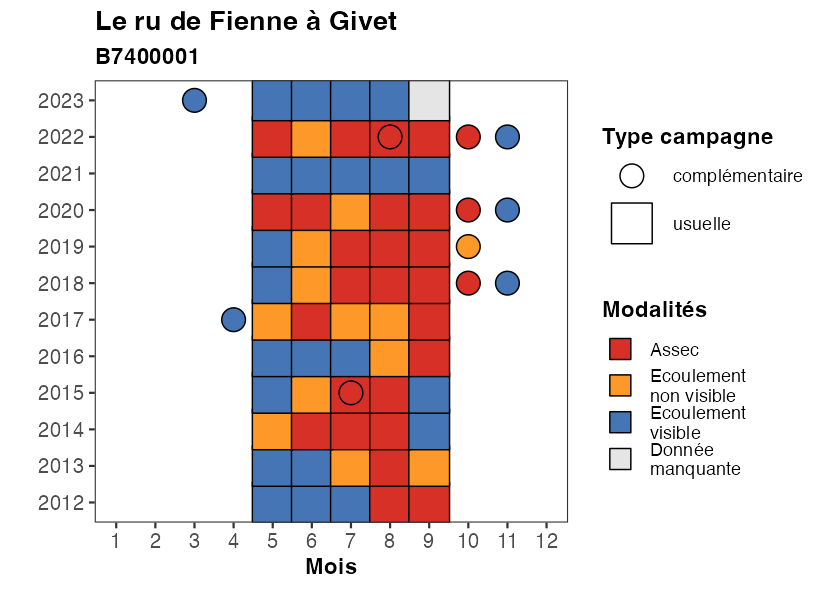 Le ru de Fienne à Givet
B7400001
2023
2022
2021
2020
2019
2018
2017
2016
2015
2014
2013
2012
1 2 3 4 5 6 7 8 9 10 11 12
Mois
Type campagne
complémentaire
usuelle
Modalités
Assec
Ecoulement
non visible
Ecoulement
visible
Donnée
manquante